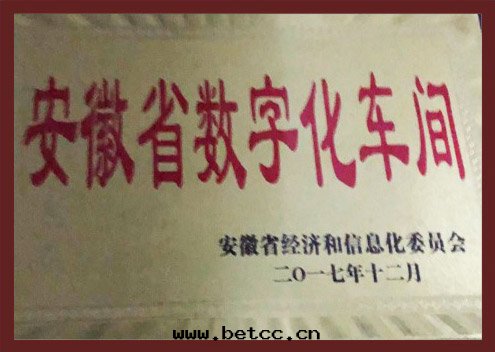 安徽省数字化车间
安徽省经济和信息化委员会
二〇一七年十二月
www.betcc.cn